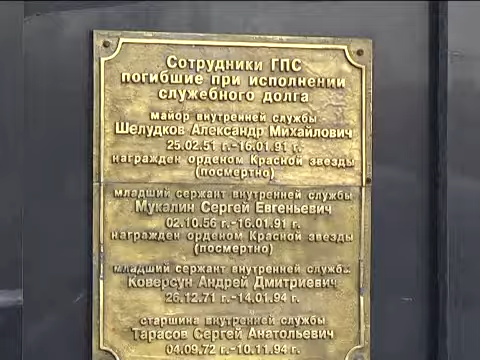 Сотрудники ГПС
погибшие при исполнении
служебного долга
майор внутренней службы
Шелудков Александр Михайлович
25.02.51 г.-16.01.91 г.
награжден орденом Красной звезды
(посмертно)
младший сержант внутренней службы
Мукалин Сергей Евгеньевич
02.10.56 г.-16.01.91 г.
награжден орденом Красной звезды
(посмертно)
младший сержант внутренней службы
Коверсун Андрей Дмитриевич
26.12.71 г.-14.01.94 г.
старшина внутренней службы
Тарасов Сергей Анатольевич
04.09.72 г.-10.11.94 г.